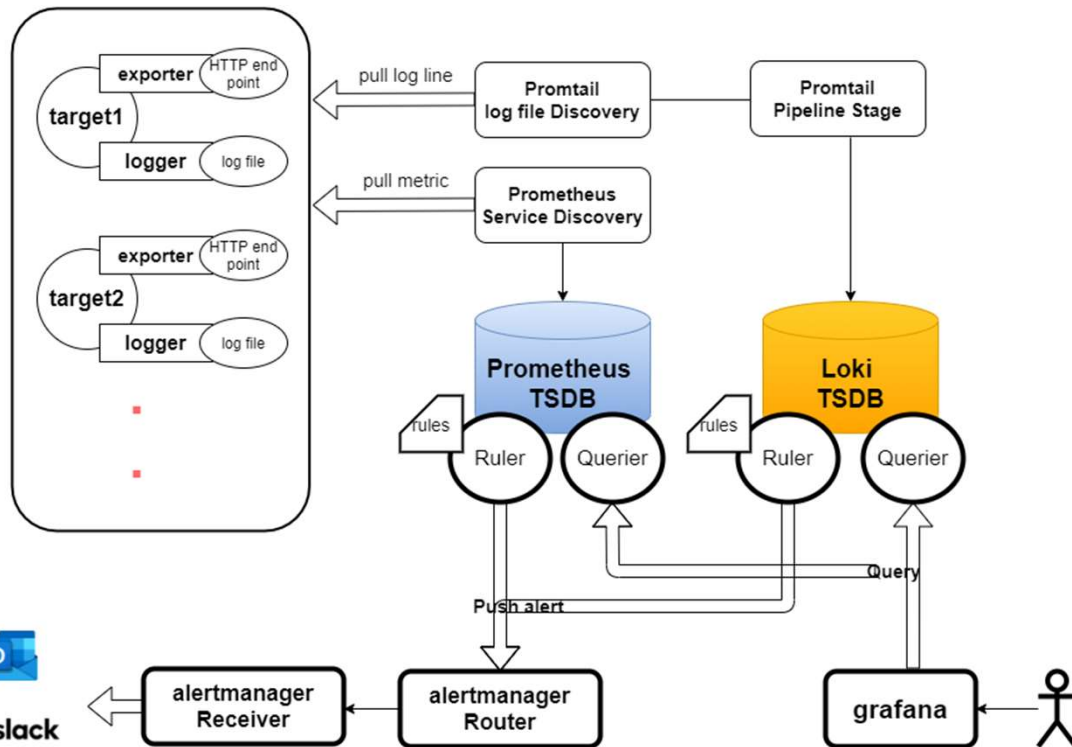 exporter
HTTP end
point
target1
logger
log file
exporter
HTTP end
point
target2
logger
log file
pull log line
Promtail
log file Discovery
Promtail
Pipeline Stage
pull metric
Prometheus
Service Discovery
Prometheus
TSDB
Loki
TSDB
rules
Ruler
Querier
rules
Ruler
Querier
Query
Push alert
slack
alertmanager
Receiver
alertmanager
Router
grafana